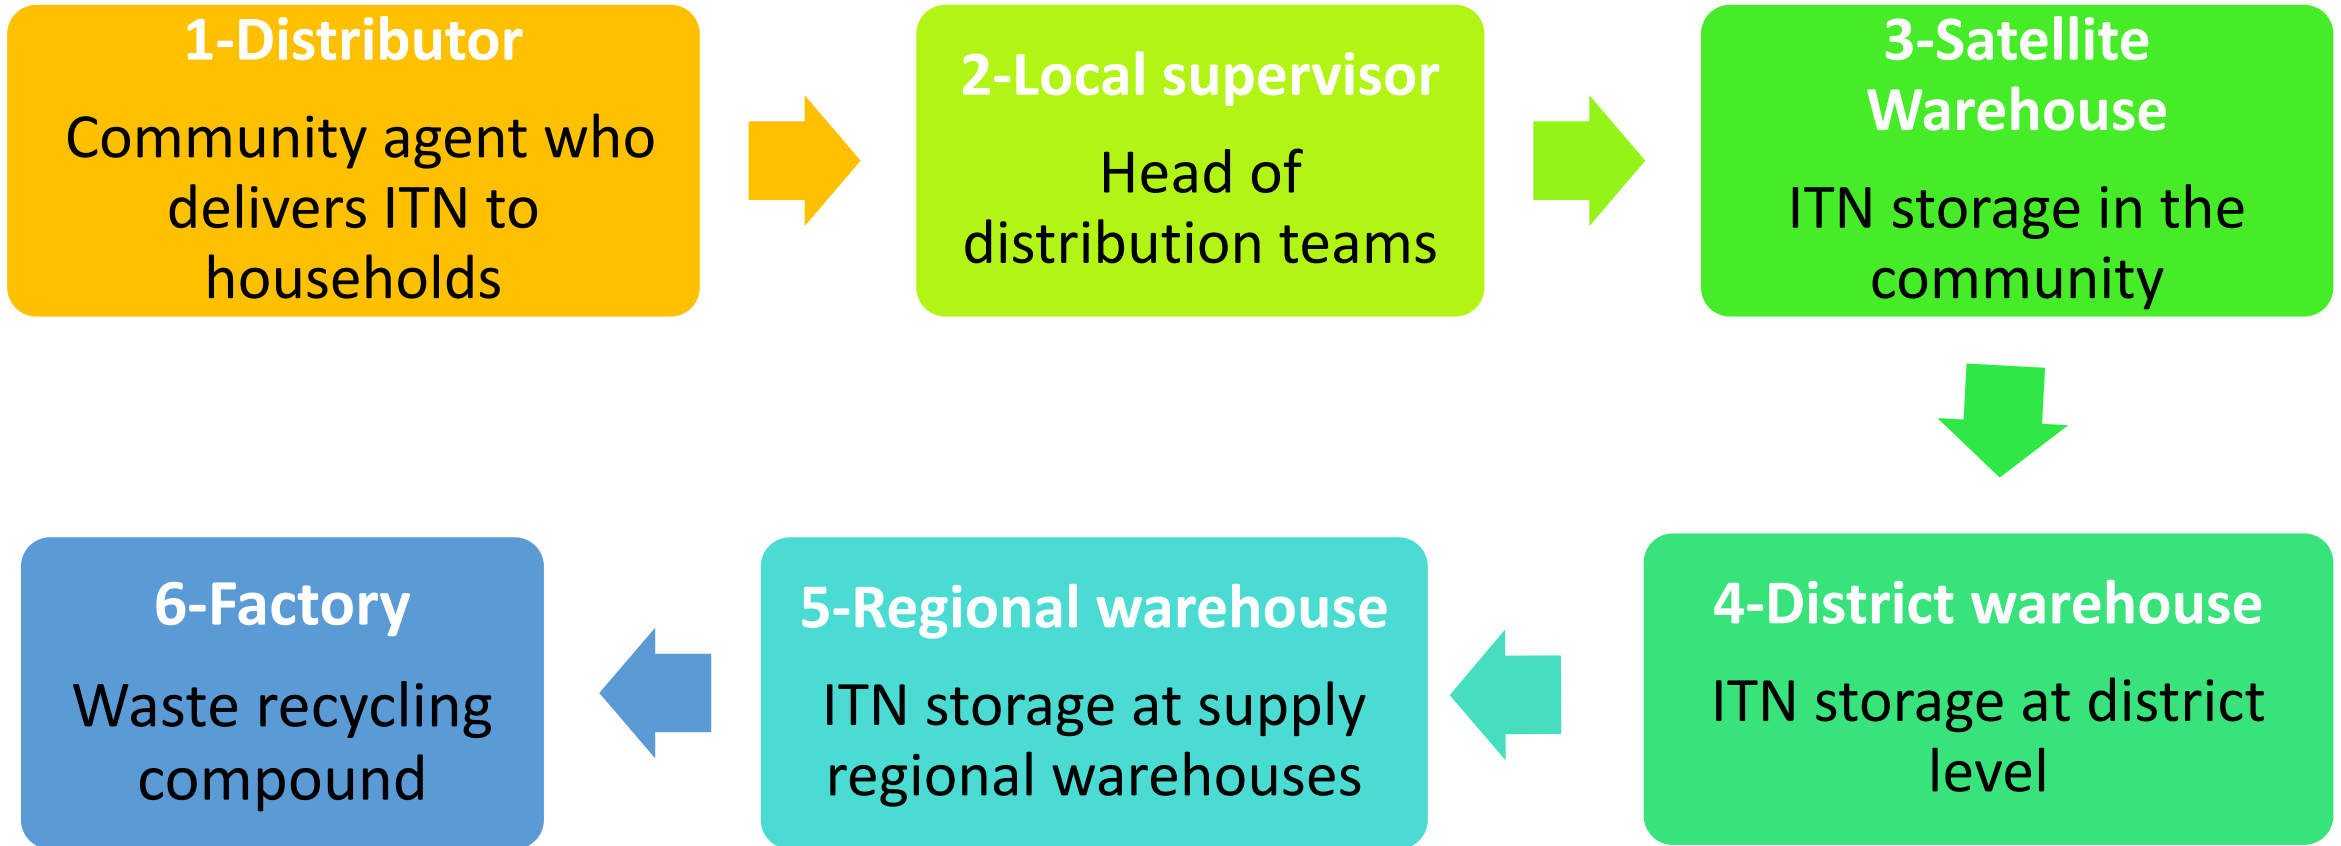 1-Distributor
Community agent who
delivers ITN to
households
2-Local supervisor
Head of
distribution teams
3-Satellite
Warehouse
ITN storage in the
community
4-District warehouse
ITN storage at district
level
5-Regional warehouse
ITN storage at supply
regional warehouses
6-Factory
Waste recycling
compound